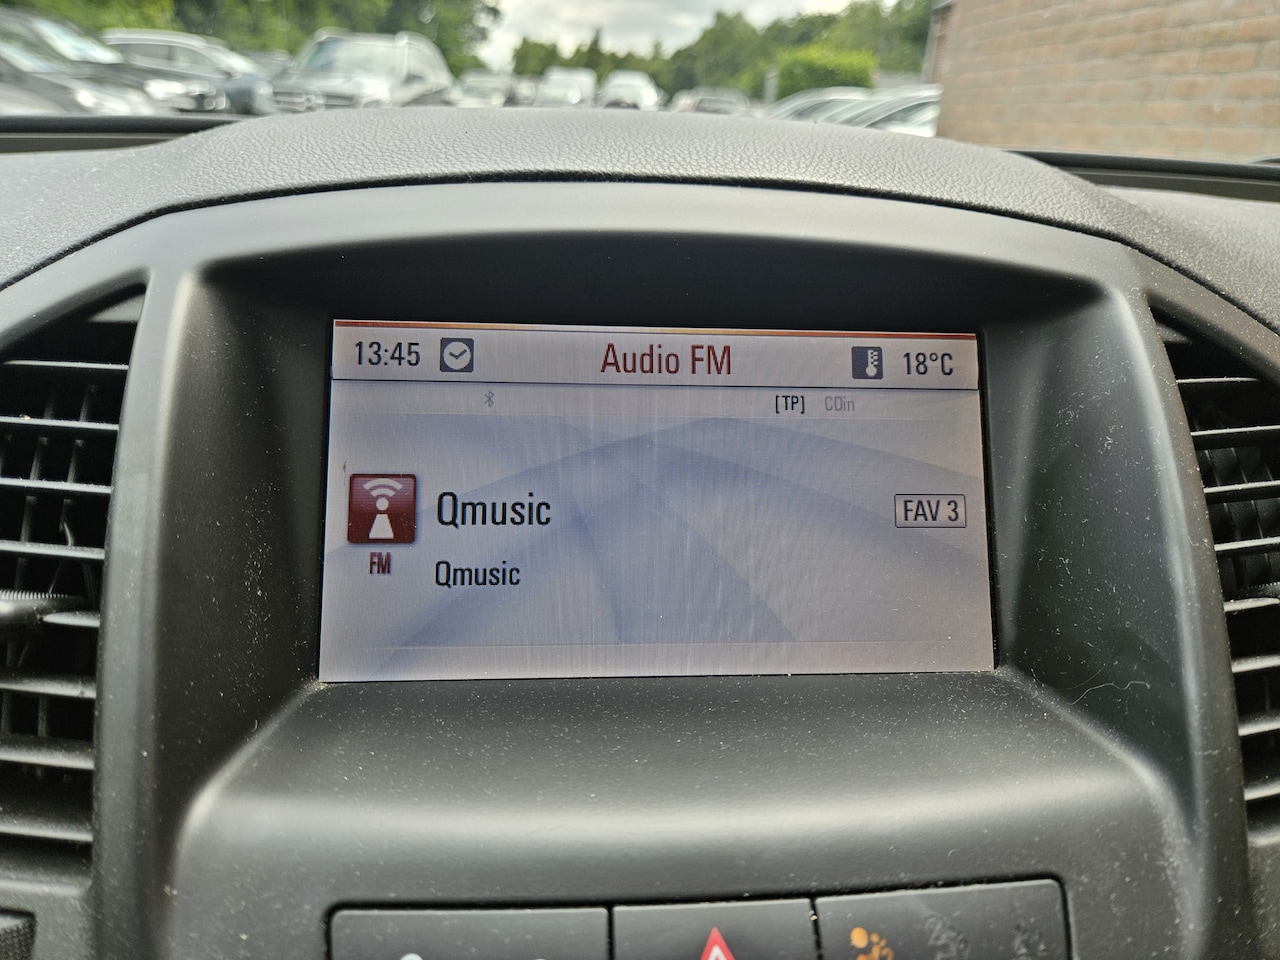 13:45 Audio FM 18°C
[TP] CDin
Qmusic FAV 3
FM
Qmusic